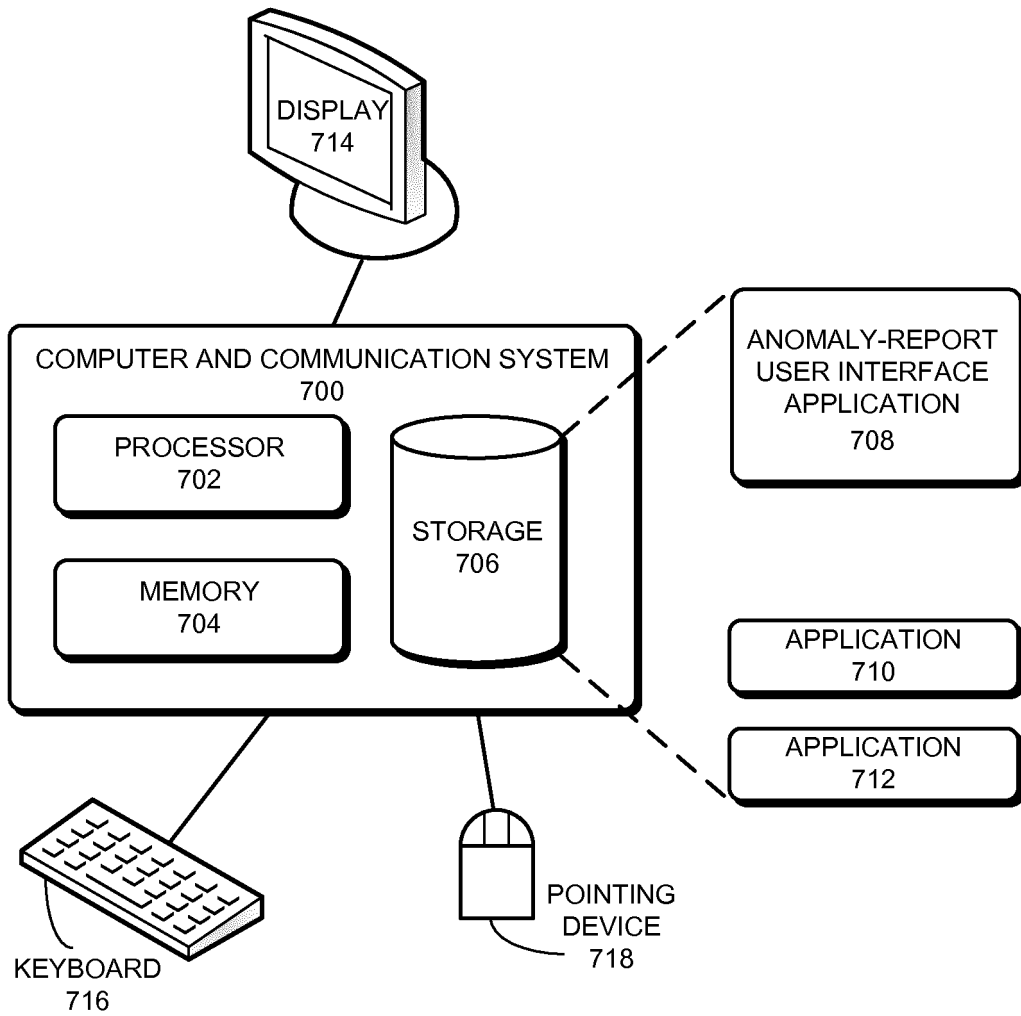 DISPLAY
714
COMPUTER AND COMMUNICATION SYSTEM
700
PROCESSOR
702
MEMORY
704
STORAGE
706
ANOMALY-REPORT
USER INTERFACE
APPLICATION
708
APPLICATION
710
APPLICATION
712
KEYBOARD
716
POINTING
DEVICE
718